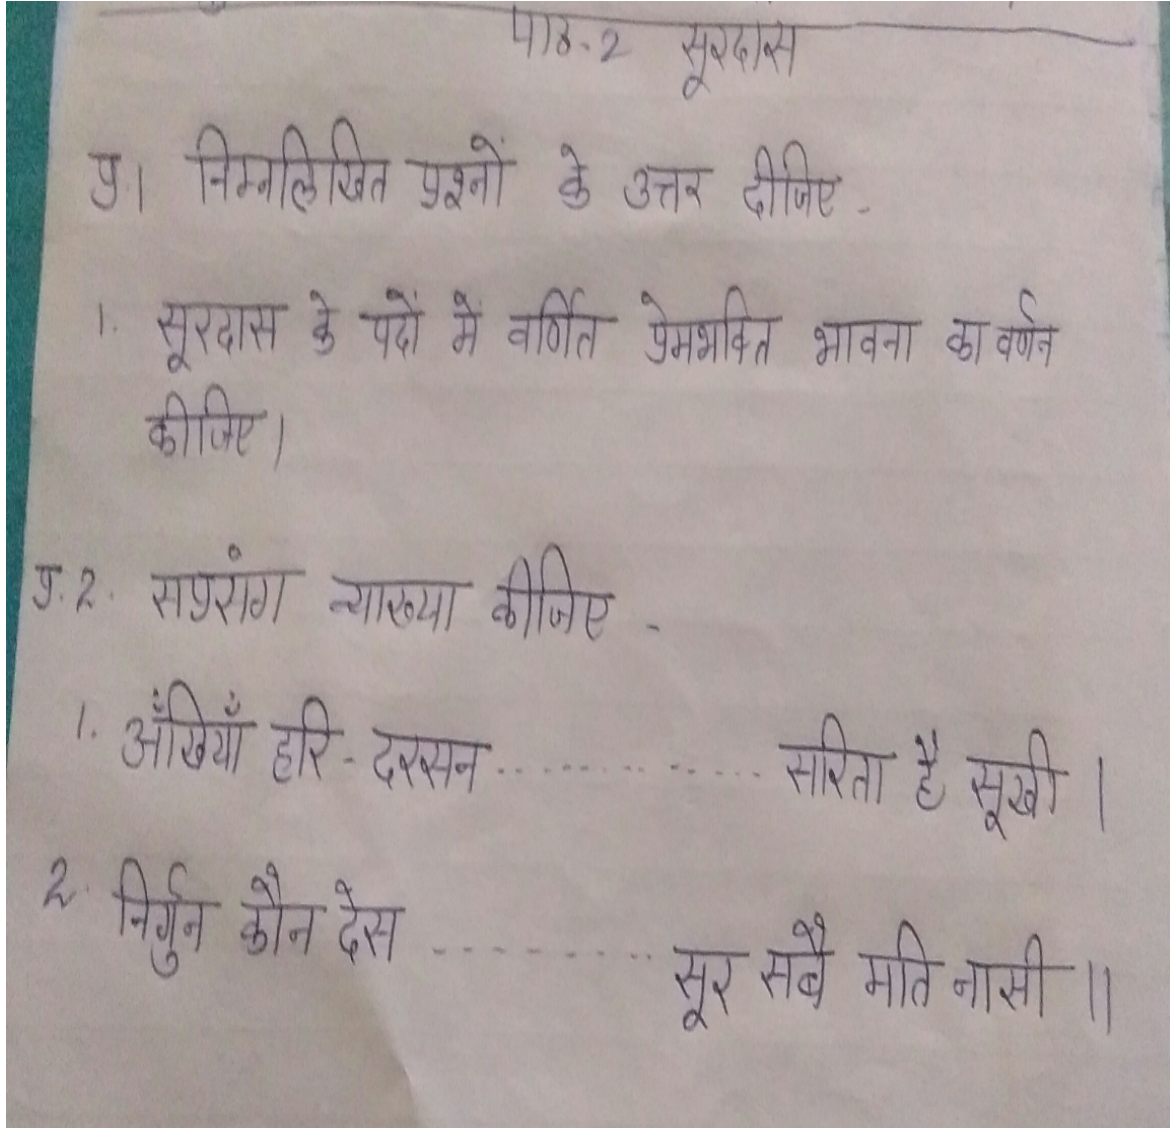 पाठ-2 सूरदास
प्र.1 निम्नलिखित प्रश्नों के उत्तर दीजिए -
1. सूरदास के पदों में वर्णित प्रेमभक्ति भावना का वर्णन
कीजिए।
प्र.2. सप्रसंग व्याख्या कीजिए -
1. अँखियाँ हरि - दरसन ............... सरिता है सूखी ।
2. निर्गुन कौन देस ............ सूर सबै मति नासी ॥